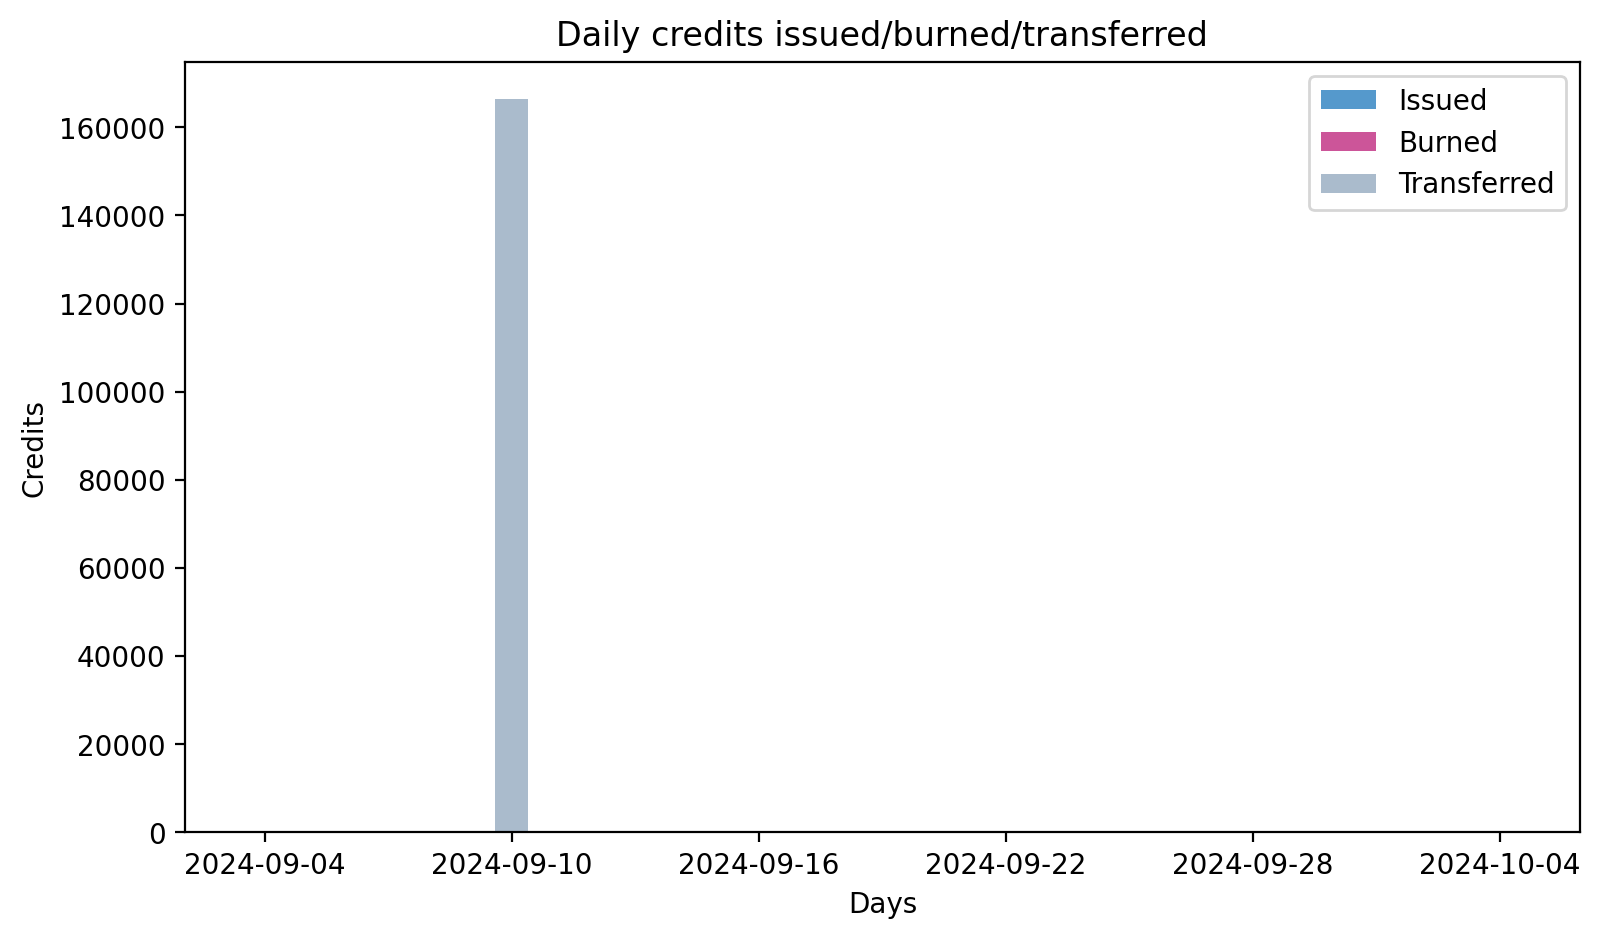 Daily credits issued/burned/transferred
Issued
Burned
Transferred
160000
140000
120000
100000
80000
60000
40000
20000
0
Credits
2024-09-04 2024-09-10 2024-09-16 2024-09-22 2024-09-28 2024-10-04
Days